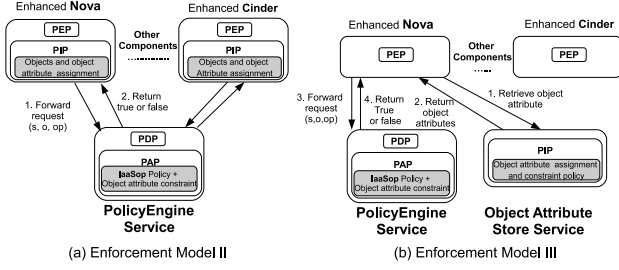 Enhanced Nova
PEP
PIP
Objects and object
attribute assignment
Other
Components
Enhanced Cinder
PEP
PIP
Objects and object
Attribute assignment
1. Forward
request
(s, o, op)
2. Return
true or false
PDP
PAP
IaaSop Policy +
Object attribute constraint
PolicyEngine
Service
(a) Enforcement Model II
Enhanced Nova
PEP
Other
Components
Enhanced Cinder
PEP
3. Forward
request
(s,o,op)
4. Return
True
or false
2. Return
object
attributes
1. Retrieve object
attribute
PDP
PAP
IaaSop Policy +
Object attribute constraint
PolicyEngine
Service
PIP
Object attribute assignment
and constraint policy
Object Attribute
Store Service
(b) Enforcement Model III